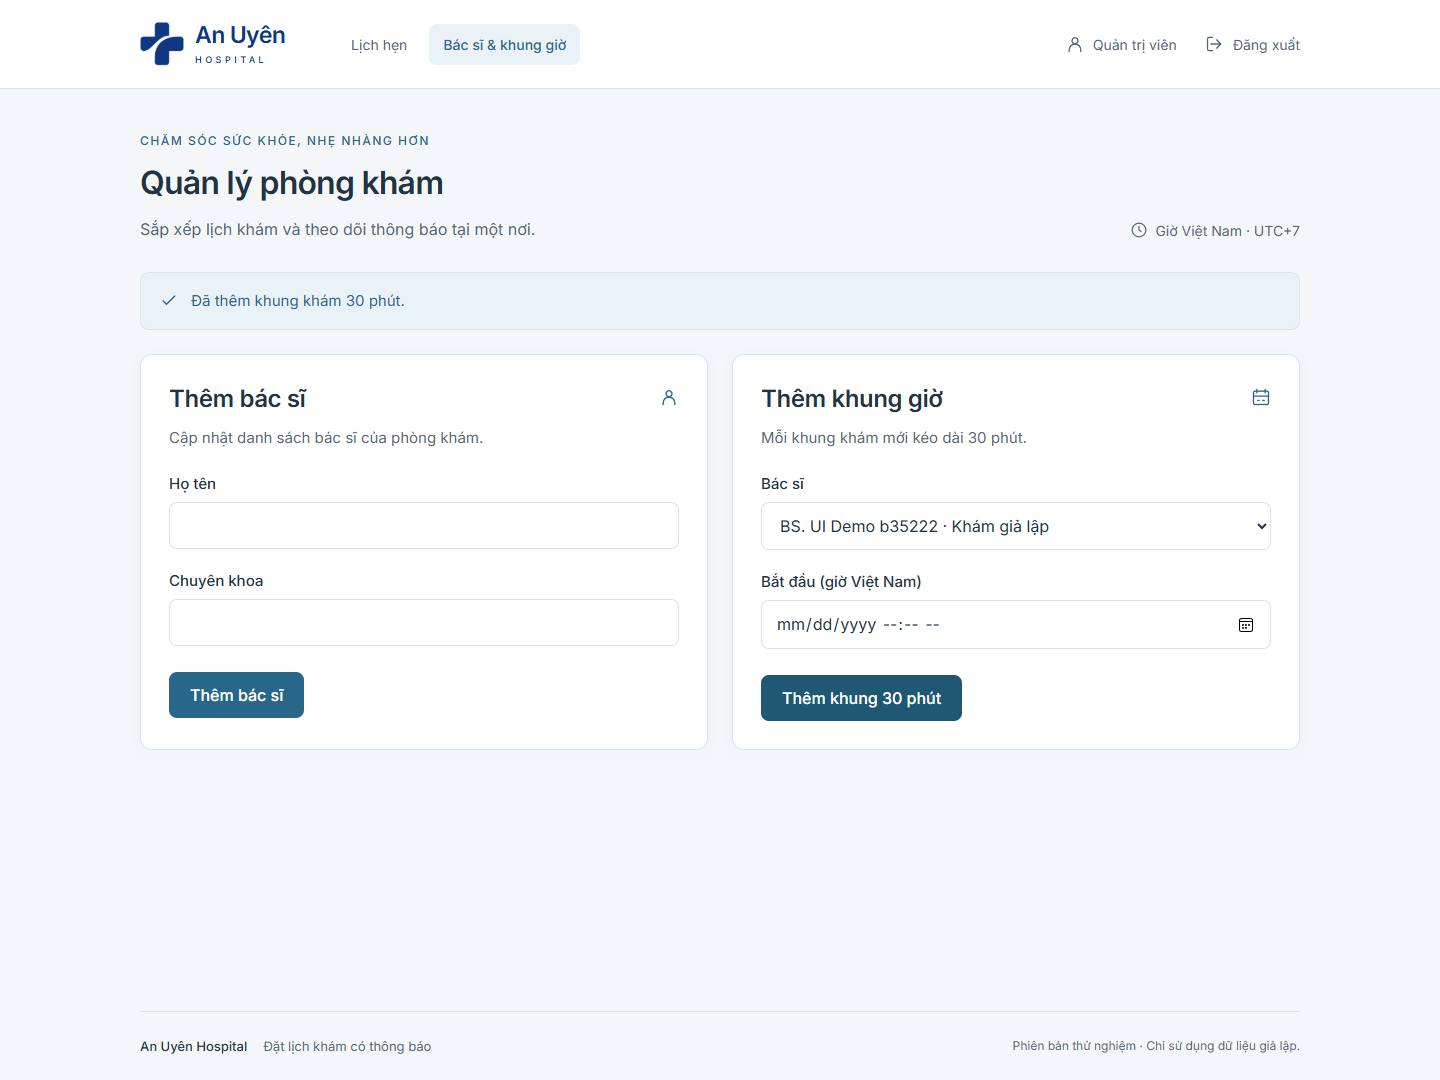 An Uyên
HOSPITAL
Lịch hẹn
Bác sĩ & khung giờ
Quản trị viên
Đăng xuất
CHĂM SÓC SỨC KHỎE, NHẸ NHÀNG HƠN
Quản lý phòng khám
Sắp xếp lịch khám và theo dõi thông báo tại một nơi.
Giờ Việt Nam · UTC+7
Đã thêm khung khám 30 phút.
Thêm bác sĩ
Cập nhật danh sách bác sĩ của phòng khám.
Họ tên
Chuyên khoa
Thêm bác sĩ
Thêm khung giờ
Mỗi khung khám mới kéo dài 30 phút.
Bác sĩ
BS. UI Demo b35222 · Khám giả lập
Bắt đầu (giờ Việt Nam)
mm/dd/yyyy --:-- --
Thêm khung 30 phút
An Uyên Hospital
Đặt lịch khám có thông báo
Phiên bản thử nghiệm · Chỉ sử dụng dữ liệu giả lập.